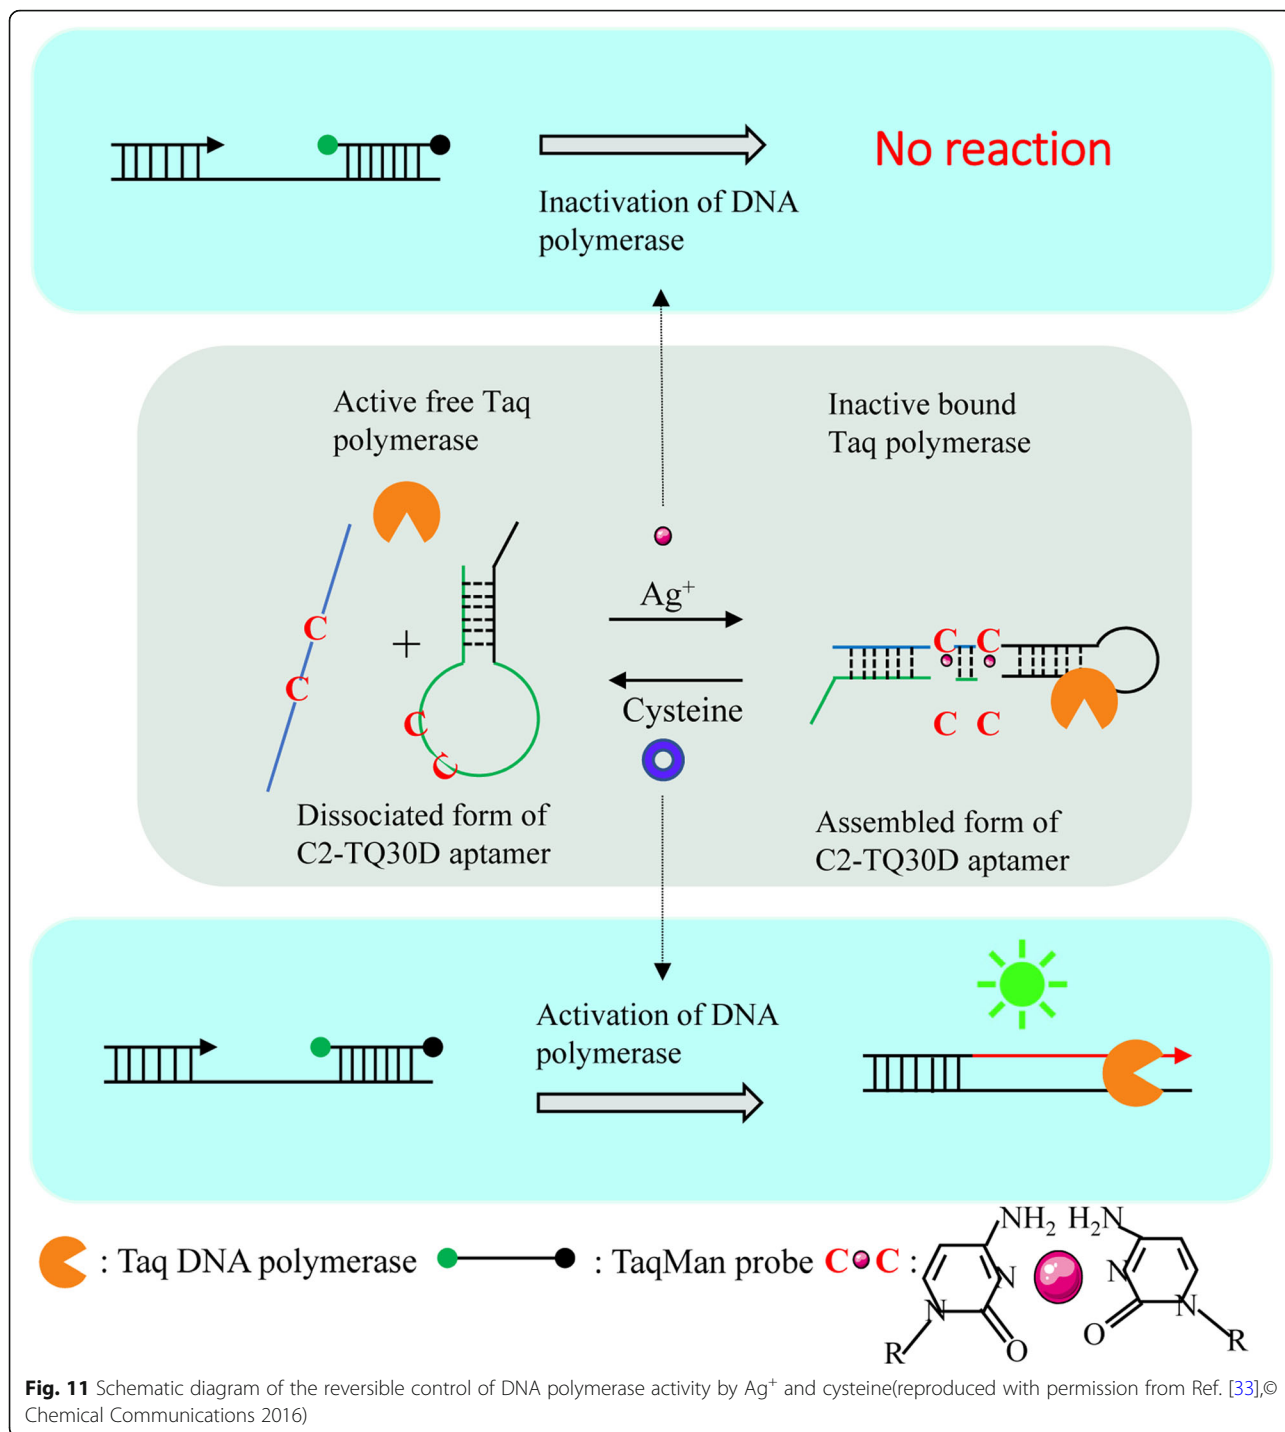 No reaction
Inactivation of DNA
polymerase
Active free Taq
polymerase
Inactive bound
Taq polymerase
C
C
+
C
C
Ag⁺
Cysteine
C C
C C
Dissociated form of
C2-TQ30D aptamer
Assembled form of
C2-TQ30D aptamer
Activation of DNA
polymerase
: Taq DNA polymerase
: TaqMan probe
C C :
NH₂ H₂N
N N
N N
O
R O R
Fig. 11 Schematic diagram of the reversible control of DNA polymerase activity by Ag⁺ and cysteine(reproduced with permission from Ref. [33],©
Chemical Communications 2016)